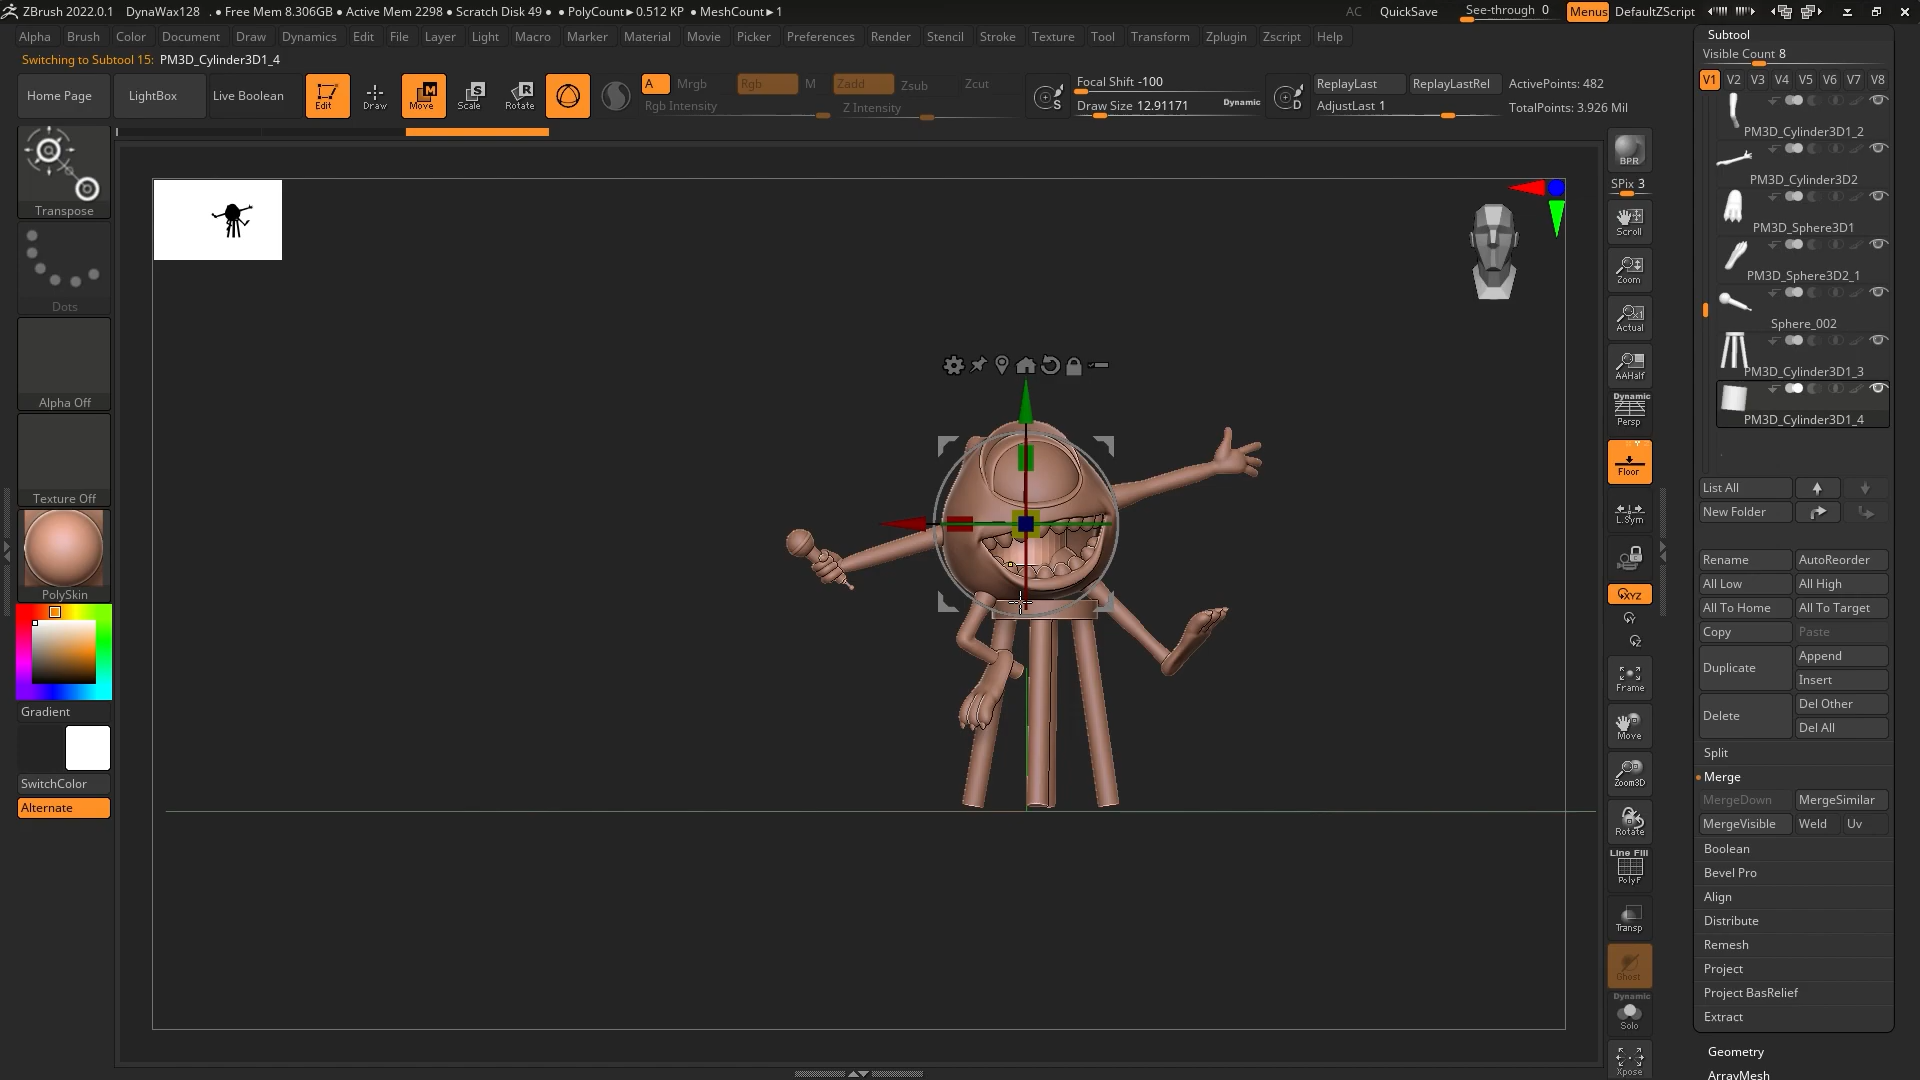 ZBrush 2022.0.1 DynaWax128 . ● Free Mem 8.306GB ● Active Mem 2298 ● Scratch Disk 49 ● ● PolyCount►0.512 KP ● MeshCount►1 AC QuickSave See-through 0 Menus DefaultZScript
Alpha Brush Color Document Draw Dynamics Edit File Layer Light Macro Marker Material Movie Picker Preferences Render Stencil Stroke Texture Tool Transform Zplugin Zscript Help
Switching to Subtool 15: PM3D_Cylinder3D1_4
Home Page LightBox Live Boolean Edit Draw Move Scale Rotate
A Mrgb Rgb M Zadd Zsub Zcut
Rgb Intensity Z Intensity
Focal Shift -100
Draw Size 12.91171 Dynamic
ReplayLast ReplayLastRel
AdjustLast 1
ActivePoints: 482
TotalPoints: 3.926 Mil
Transpose
Dots
Alpha Off
Texture Off
PolySkin
Gradient
SwitchColor
Alternate
BPR
SPix 3
Scroll
Zoom
Actual
AAHalf
Dynamic
Persp
Floor
L.Sym
XYZ
Frame
Move
Zoom3D
Rotate
Line Fill
PolyF
Transp
Ghost
Dynamic
Solo
Xpose
Subtool
Visible Count 8
V1 V2 V3 V4 V5 V6 V7 V8
PM3D_Cylinder3D1_2
PM3D_Cylinder3D2
PM3D_Sphere3D1
PM3D_Sphere3D2_1
Sphere_002
PM3D_Cylinder3D1_3
PM3D_Cylinder3D1_4
List All
New Folder
Rename AutoReorder
All Low All High
All To Home All To Target
Copy Paste
Duplicate Append
Insert
Delete Del Other
Del All
Split
Merge
MergeDown MergeSimilar
MergeVisible Weld Uv
Boolean
Bevel Pro
Align
Distribute
Remesh
Project
Project BasRelief
Extract
Geometry
ArrayMesh